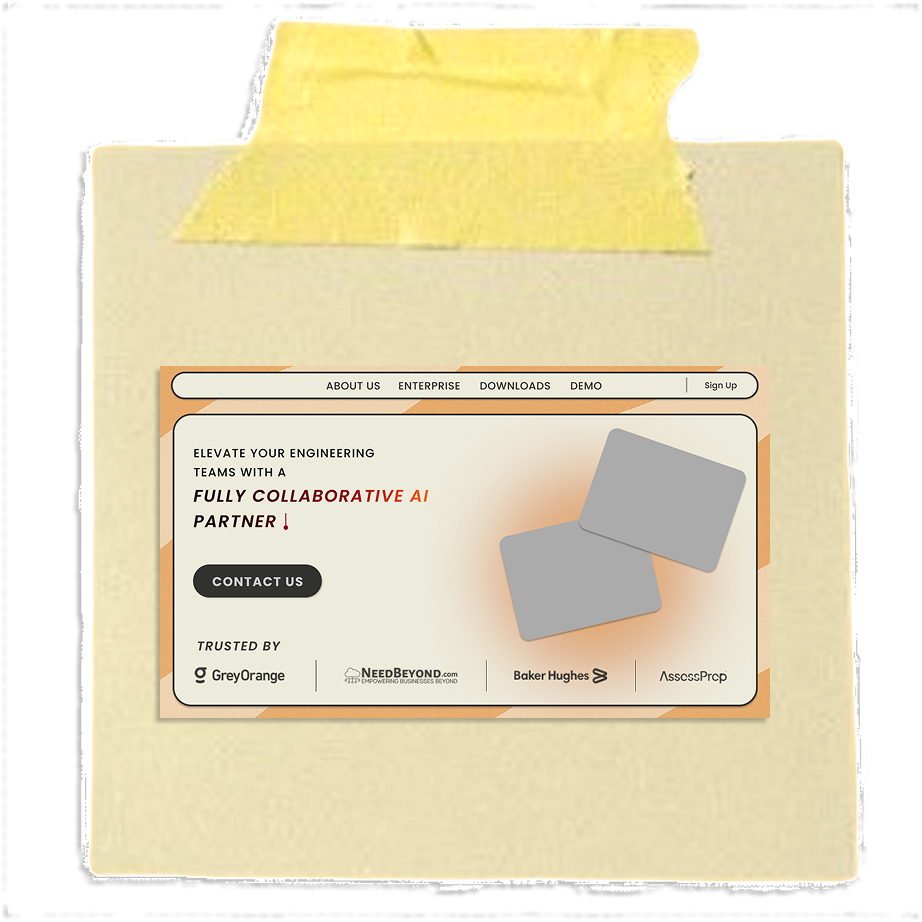 ABOUT US ENTERPRISE DOWNLOADS DEMO Sign Up
ELEVATE YOUR ENGINEERING
TEAMS WITH A
FULLY COLLABORATIVE AI
PARTNER
CONTACT US
TRUSTED BY
GreyOrange NEEDBEYOND.com Baker Hughes AssessPrep
EMPOWERING BUSINESSES BEYOND